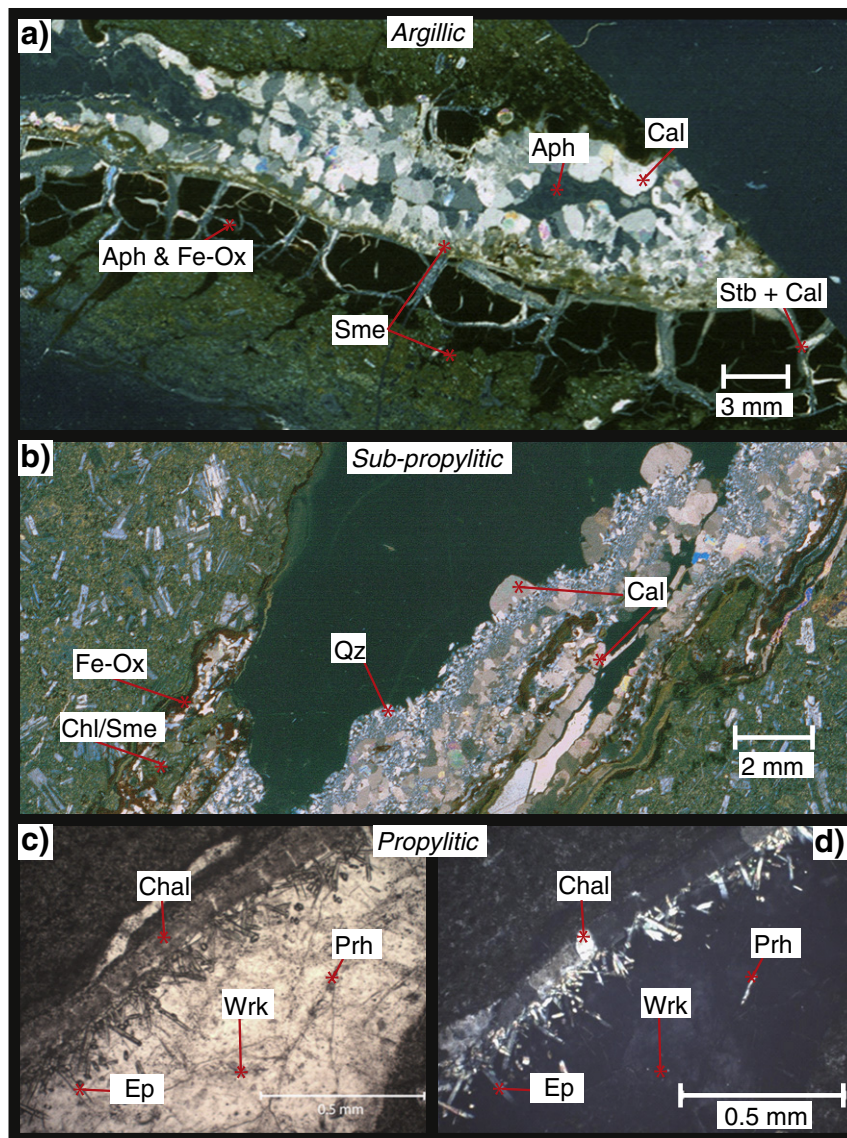 a)
Argillic
Aph
Cal
Aph & Fe-Ox
Stb + Cal
Sme
3 mm
b)
Sub-propylitic
Cal
Qz
Fe-Ox
Chl/Sme
2 mm
c)
Propylitic
d)
Chal
Prh
Wrk
Ep
0.5 mm
Chal
Prh
Wrk
Ep
0.5 mm